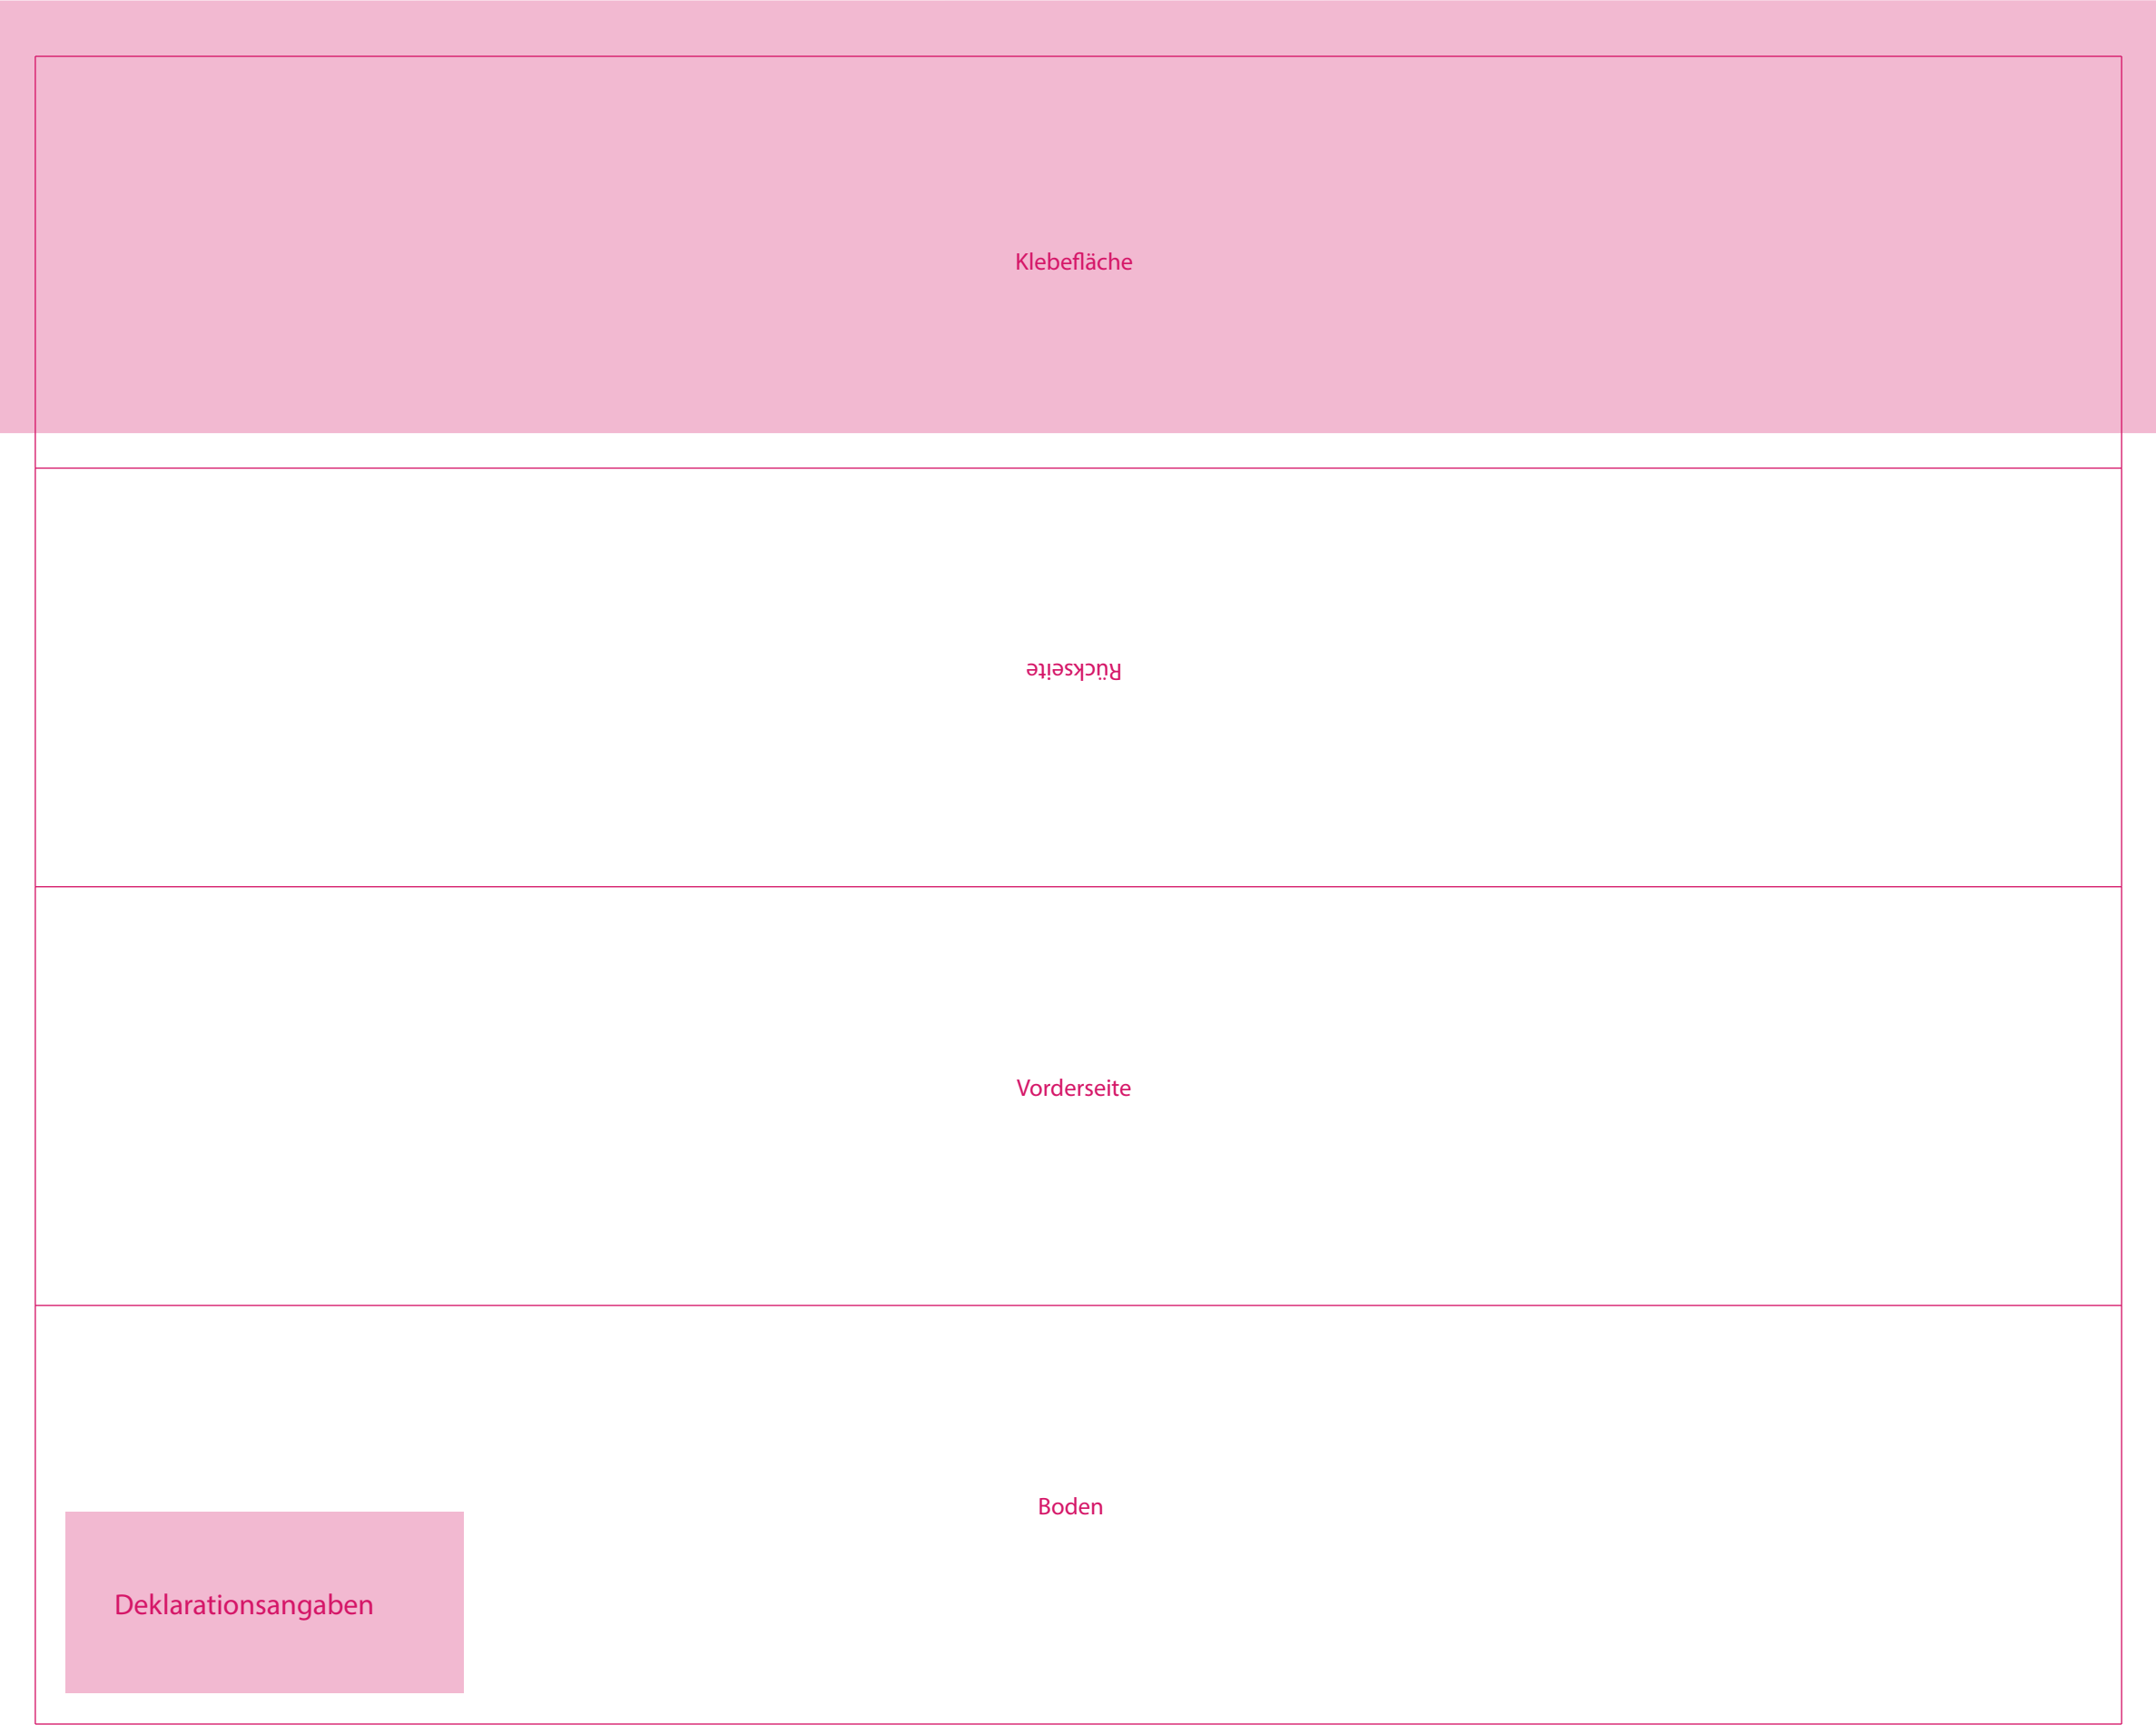 Klebefläche
Rückseite
Vorderseite
Boden
Deklarationsangaben